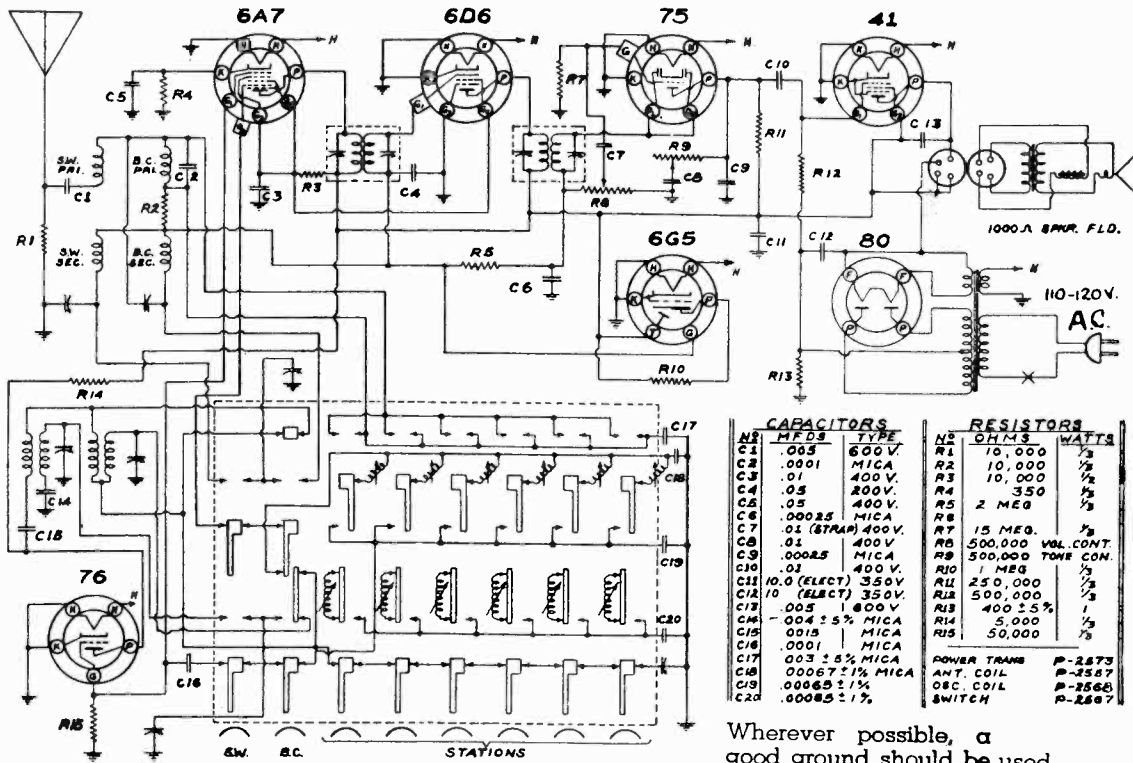 6A7
6D6
75
41
H
H
N
N
H
K
P
G
C5
R4
R7
C10
R11
C13
S.W. PRI.
B.C. PRI.
C1
C2
C3
R3
C4
C7
R9
C8
C9
R12
R1
R2
R8
S.W. SEC.
B.C. SEC.
R5
C6
6G5
C11
C12
80
1000Ω SPKR. FLD.
H
110-120V.
A.C.
K
P
T
G
F
F
P
P
R14
R10
R13
C14
C15
C17
C18
C19
C20
76
C16
R15
S.W.
B.C.
STATIONS
CAPACITORS
Nº MFDS TYPE
C1 .005 600V.
C2 .0001 MICA
C3 .01 400V.
C4 .05 200V.
C5 .05 400V.
C6 .00025 MICA
C7 .01 (STRAP) 400V.
C8 .01 400V
C9 .00025 MICA
C10 .01 400V.
C11 10.0 (ELECT) 350V.
C12 10 (ELECT) 350V.
C13 .005 600V.
C14 .004 ± 5% MICA
C15 .0015 MICA
C16 .0001 MICA
C17 .003 ± 5% MICA
C18 .00067 ± 1% MICA
C19 .00065 ± 1%
C20 .00085 ± 1%
RESISTORS
Nº OHMS WATTS
R1 10,000 1/3
R2 10,000 1/3
R3 10,000 1/2
R4 350 1/3
R5 2 MEG 1/3
R6
R7 15 MEG. 1/3
R8 500,000 VOL. CONT.
R9 500,000 TONE CON.
R10 1 MEG 1/3
R11 250,000 1/3
R12 500,000 1/3
R13 400 ± 5% 1
R14 5,000 1/3
R15 50,000 1/3
POWER TRANS P-2573
ANT. COIL P-2557
OSC. COIL P-2568
SWITCH P-2567
Wherever possible, a
good ground should be used